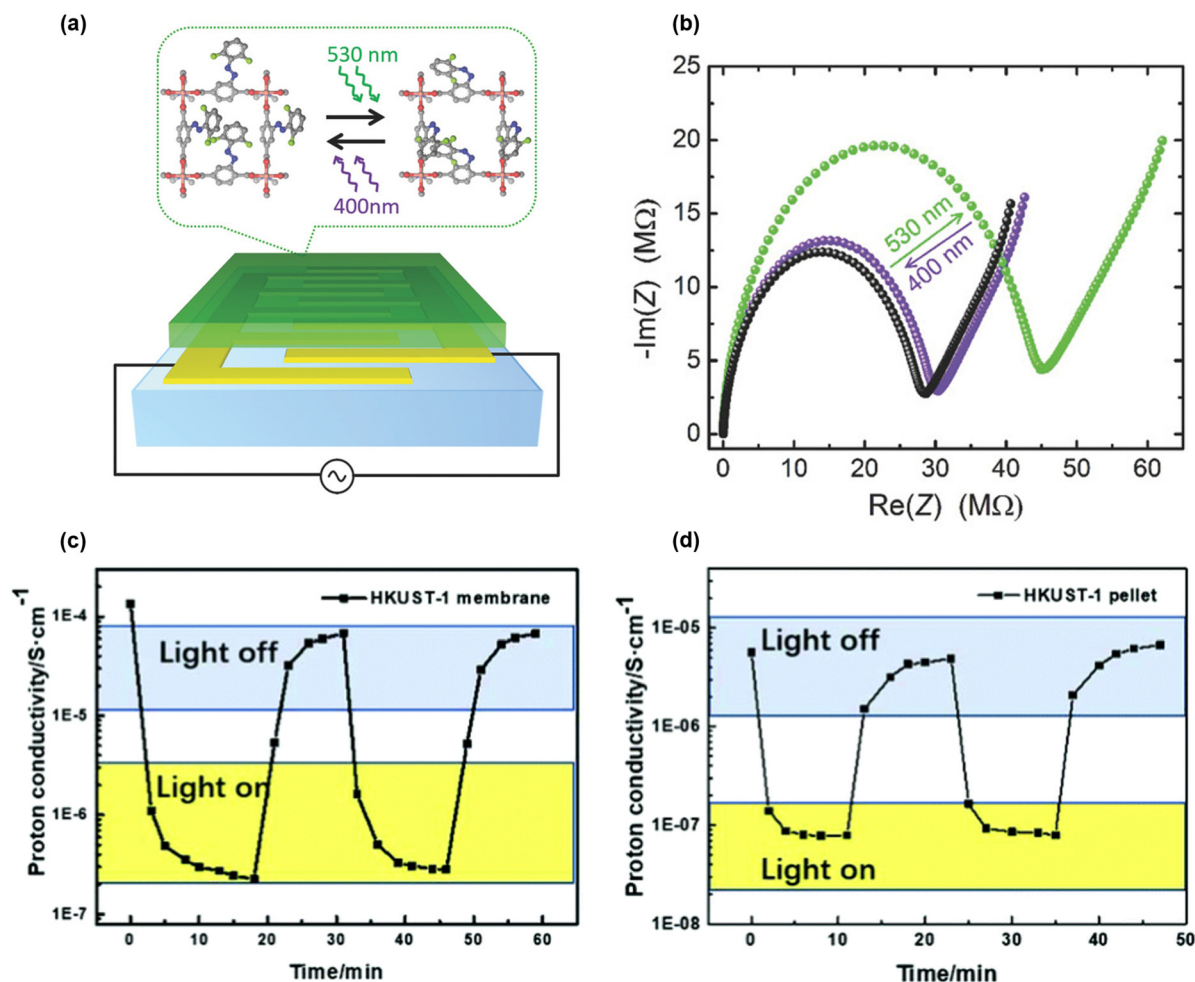 (a)
530 nm
400nm
(b)
-Im(Z) (MΩ)
25
20
15
10
5
0
530 nm
400 nm
0 10 20 30 40 50 60 70
Re(Z) (MΩ)
(c)
Proton conductivity/S·cm⁻¹
HKUST-1 membrane
1E-4
Light off
1E-5
Light on
1E-6
1E-7
0 10 20 30 40 50 60
Time/min
(d)
Proton conductivity/S·cm⁻¹
HKUST-1 pellet
1E-05
Light off
1E-06
1E-07
Light on
1E-08
0 10 20 30 40 50
Time/min